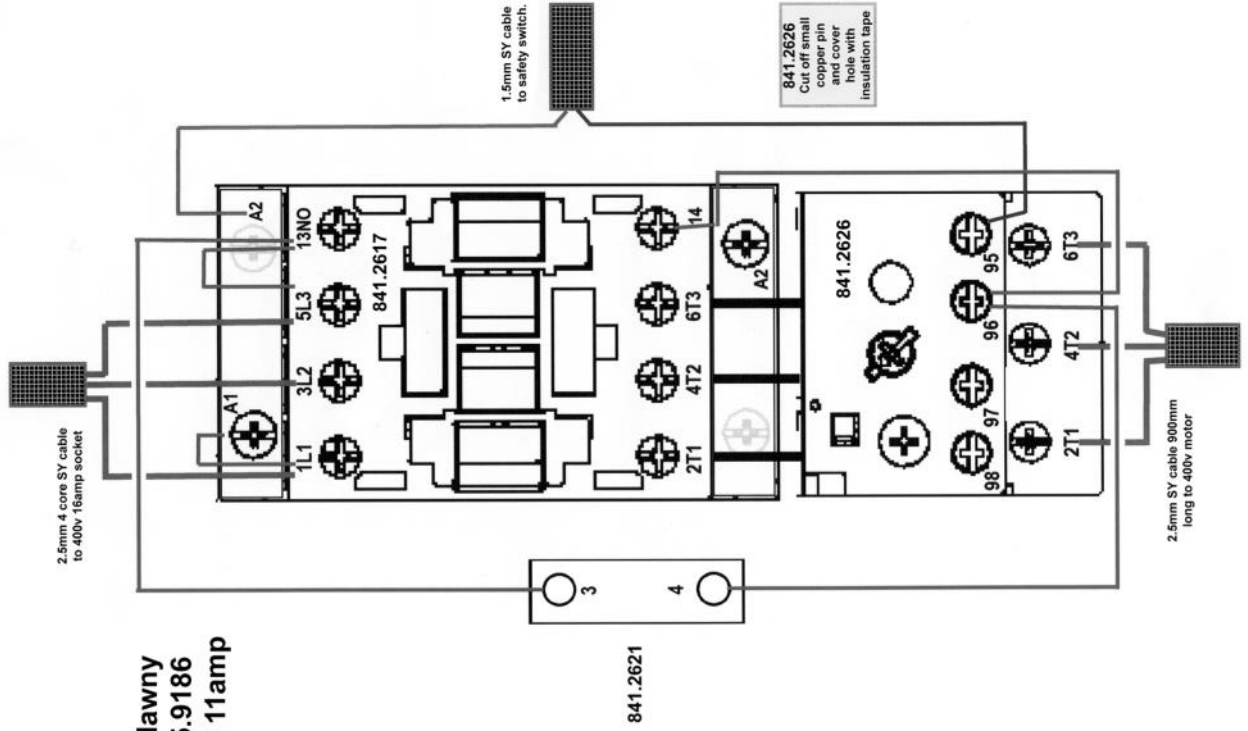 11amp
2.5mm 4 core SY cable
to 400v 16amp socket
1.5mm SY cable
to safety switch.
841.2626
Cut off small
copper pin
and cover
hole with
insulation tape
A1
A2
1L1
3L2
5L3
13NO
841.2617
2T1
4T2
6T3
14
A2
841.2626
98
97
96
95
2T1
4T2
6T3
3
4
841.2621
2.5mm SY cable 900mm
long to 400v motor